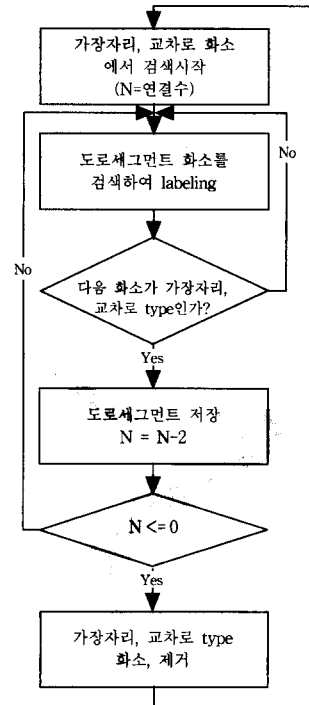 가장자리, 교차로 화소
에서 검색시작
(N=연결수)
No
도로세그먼트 화소를
검색하여 labeling
No
다음 화소가 가장자리,
교차로 type인가?
Yes
도로세그먼트 저장
N = N-2
N <= 0
Yes
가장자리, 교차로 type
화소, 제거